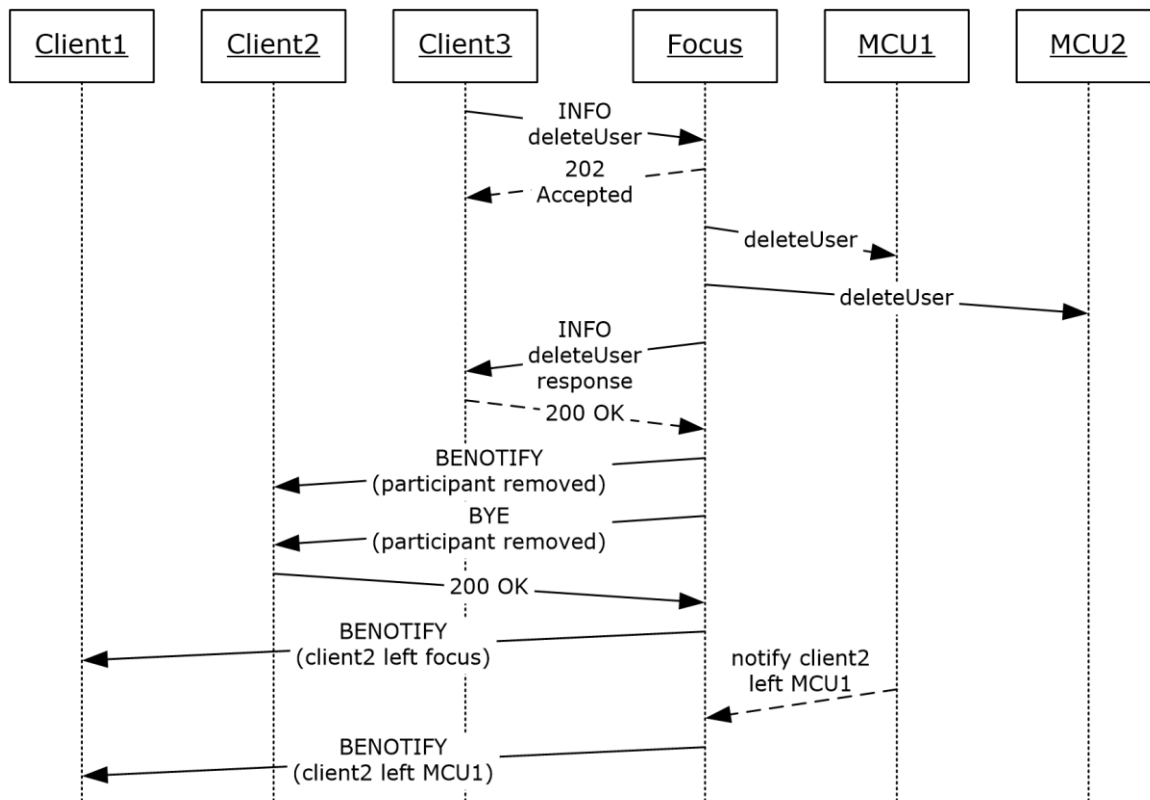 Client1
Client2
Client3
Focus
MCU1
MCU2
INFO
deleteUser
202
Accepted
deleteUser
deleteUser
INFO
deleteUser
response
200 OK
BENOTIFY
(participant removed)
BYE
(participant removed)
200 OK
BENOTIFY
(client2 left focus)
notify client2
left MCU1
BENOTIFY
(client2 left MCU1)